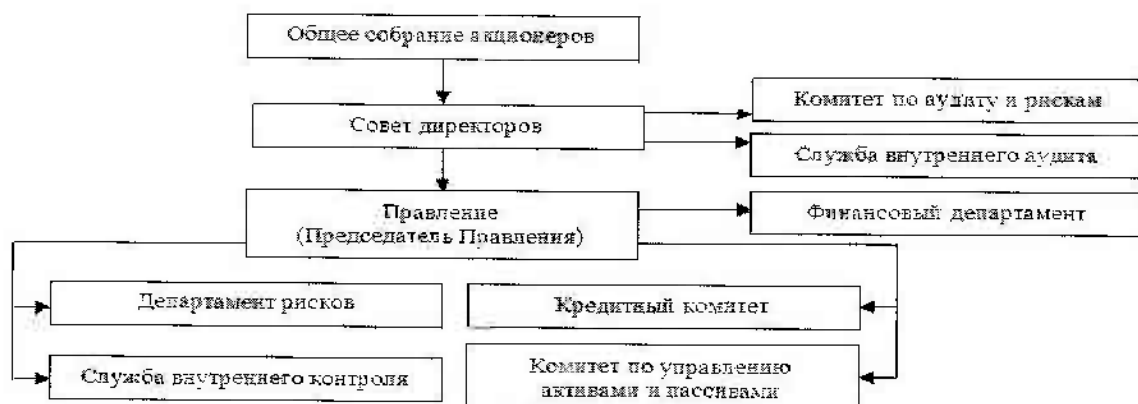 Общее собрание акционеров
Совет директоров
Комитет по аудиту и рискам
Служба внутреннего аудита
Правление
(Председатель Правления)
Финансовый департамент
Департамент рисков
Кредитный комитет
Служба внутреннего контроля
Комитет по управлению
активами и пассивами